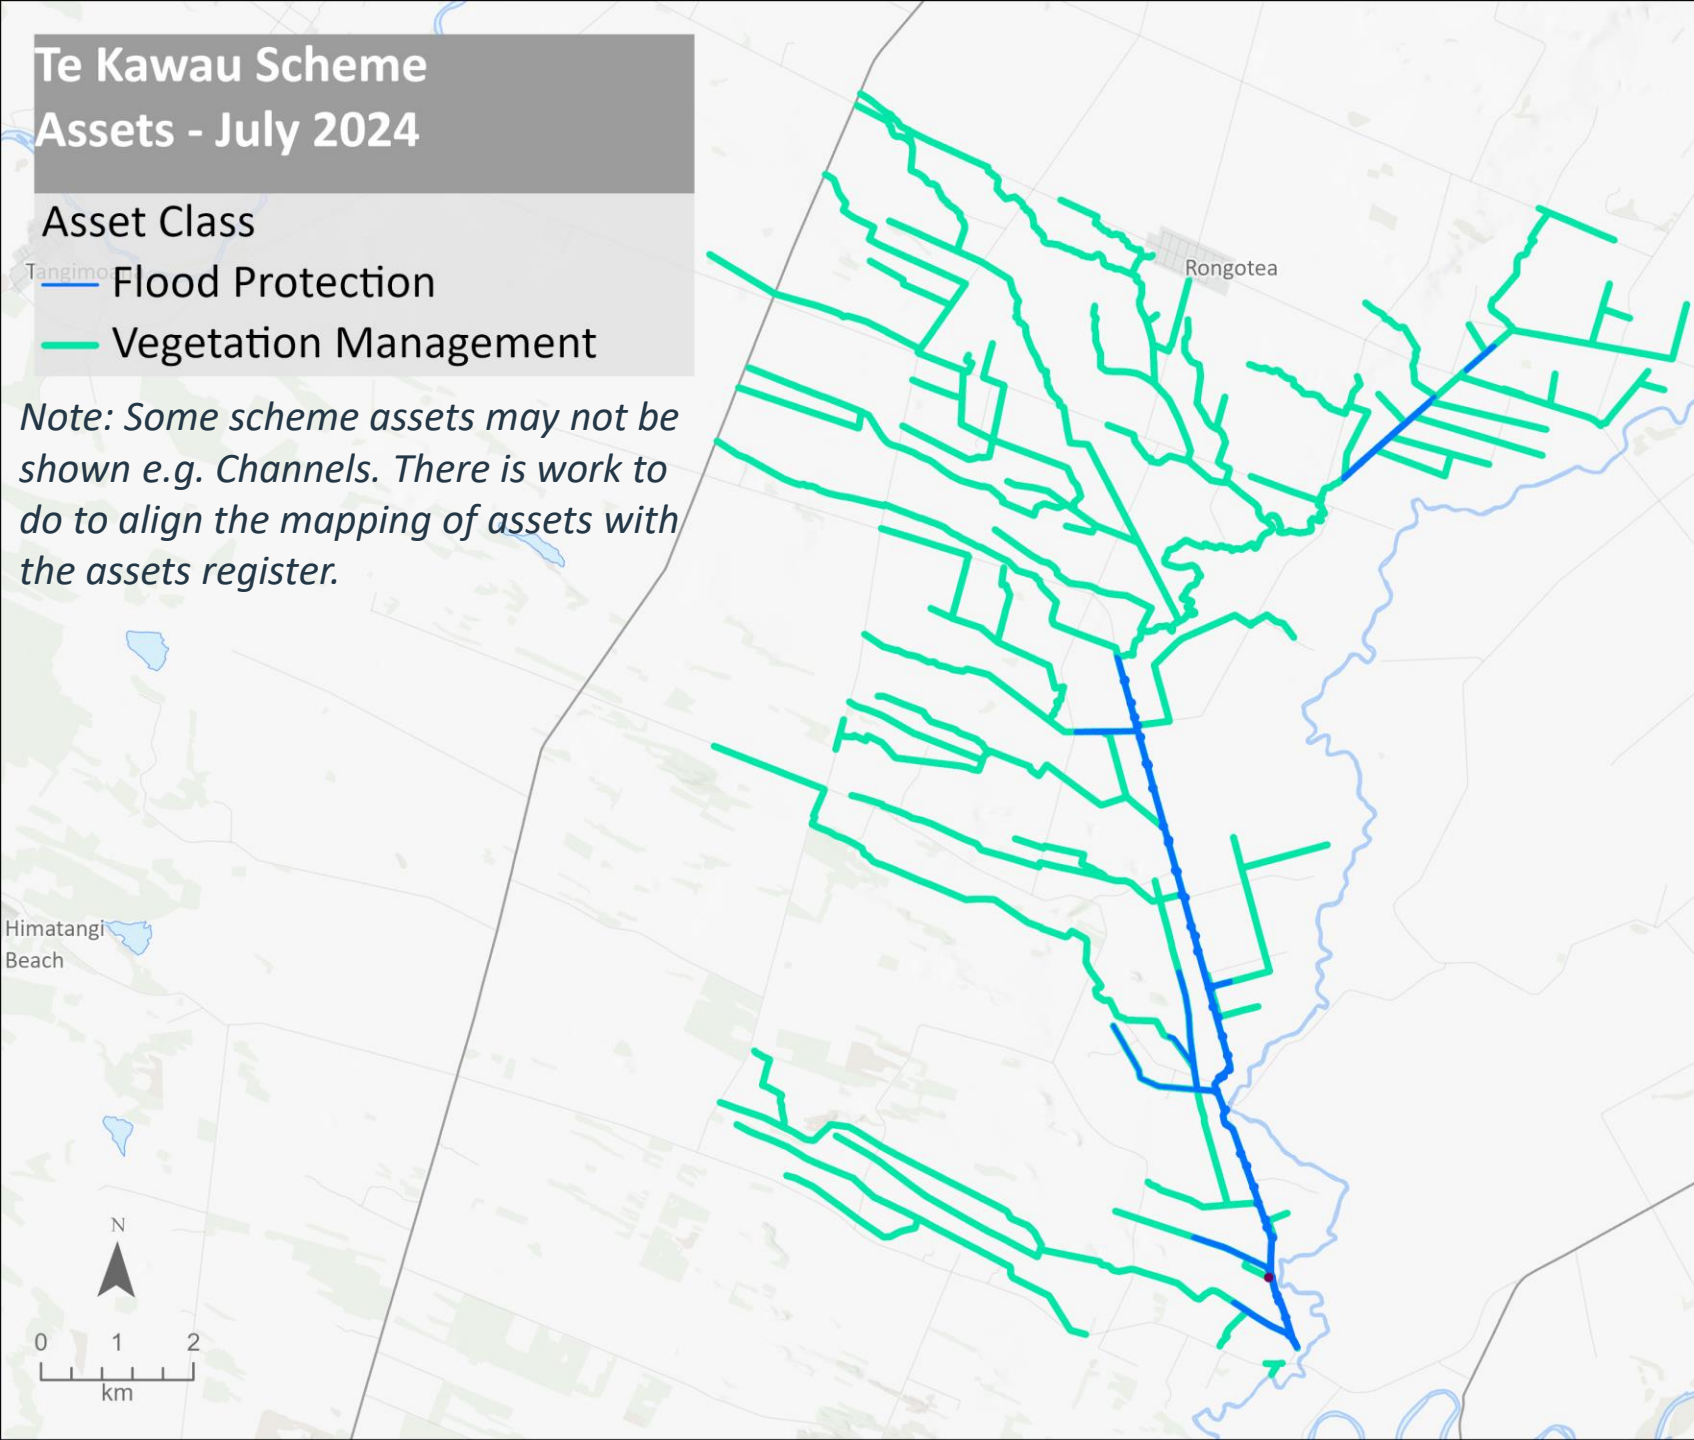 Te Kawau Scheme
Assets - July 2024
Asset Class
Flood Protection
Vegetation Management
Note: Some scheme assets may not be
shown e.g. Channels. There is work to
do to align the mapping of assets with
the assets register.
Rongotea
Himatangi
Beach
N
0 1 2
km